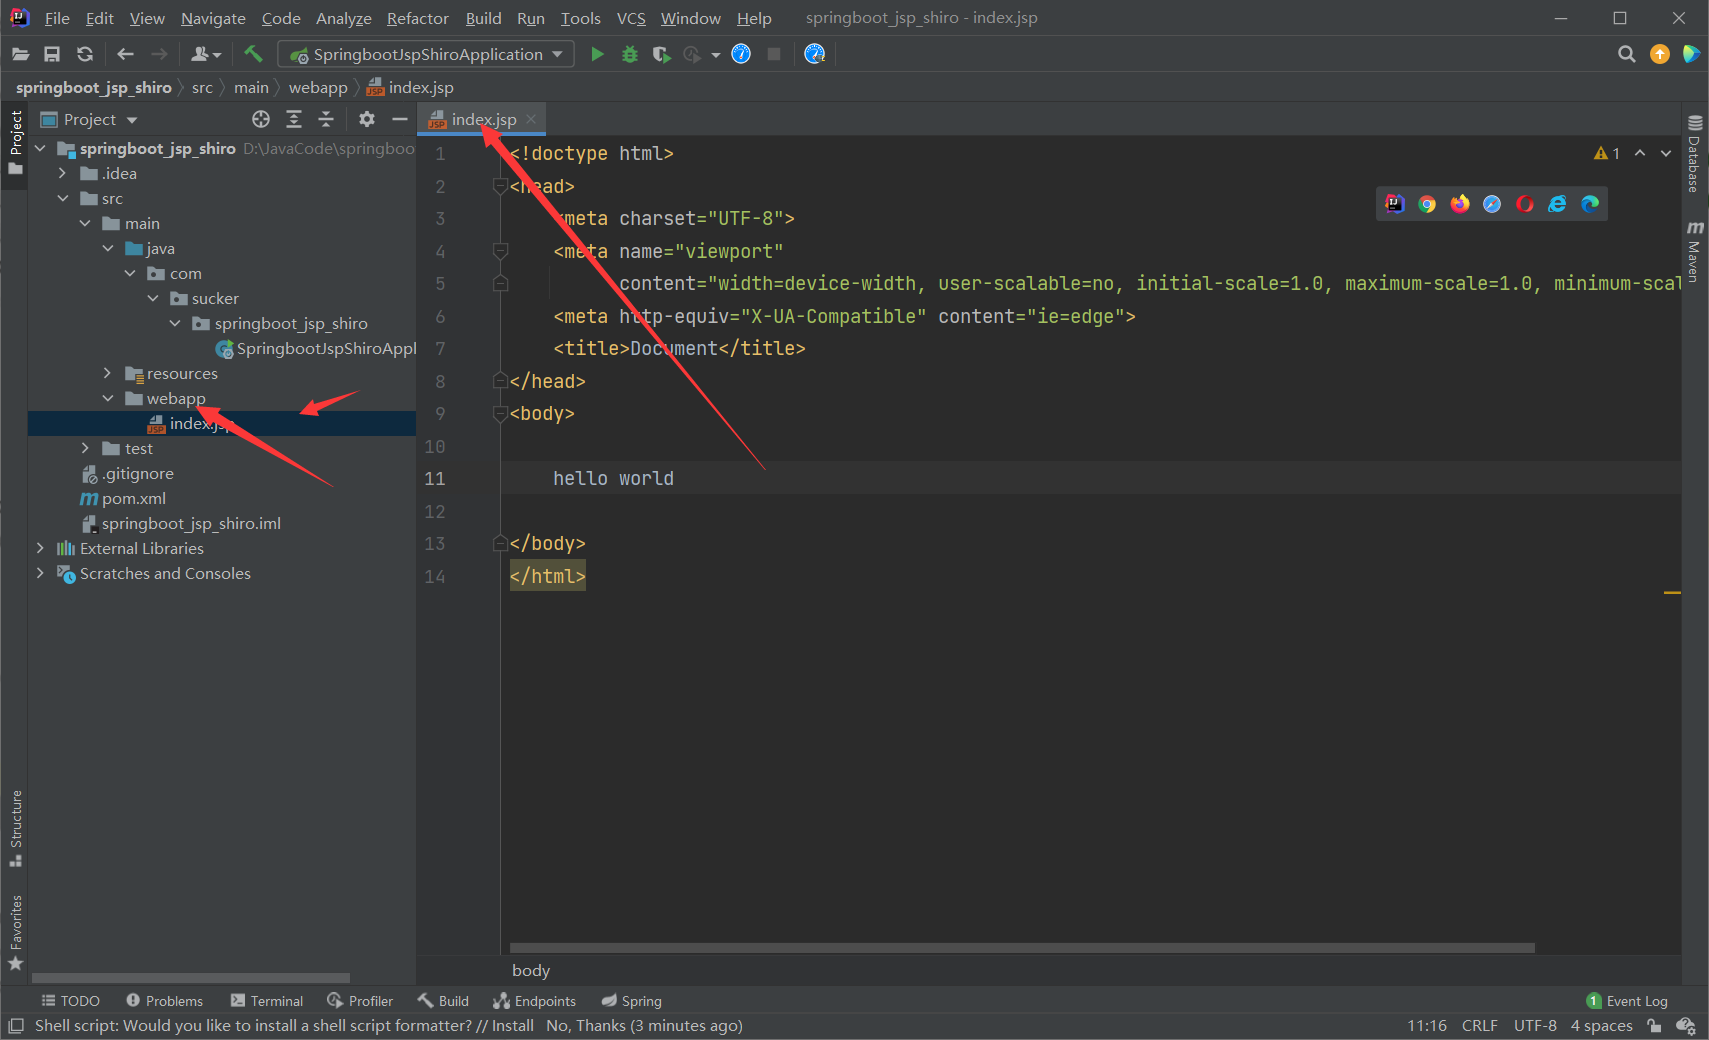 File Edit View Navigate Code Analyze Refactor Build Run Tools VCS Window Help springboot_jsp_shiro - index.jsp
SpringbootJspShiroApplication
springboot_jsp_shiro src main webapp index.jsp
Project
Project
index.jsp
springboot_jsp_shiro D:\JavaCode\springboo
.idea
src
main
java
com
sucker
springboot_jsp_shiro
SpringbootJspShiroAppl
resources
webapp
index.jsp
test
.gitignore
pom.xml
springboot_jsp_shiro.iml
External Libraries
Scratches and Consoles
1 <!doctype html>
2 <head>
3 <meta charset="UTF-8">
4 <meta name="viewport"
5 content="width=device-width, user-scalable=no, initial-scale=1.0, maximum-scale=1.0, minimum-scal
6 <meta http-equiv="X-UA-Compatible" content="ie=edge">
7 <title>Document</title>
8 </head>
9 <body>
10
11 hello world
12
13 </body>
14 </html>
1
Database
Maven
Structure
Favorites
body
TODO Problems Terminal Profiler Build Endpoints Spring 1 Event Log
Shell script: Would you like to install a shell script formatter? // Install No, Thanks (3 minutes ago) 11:16 CRLF UTF-8 4 spaces